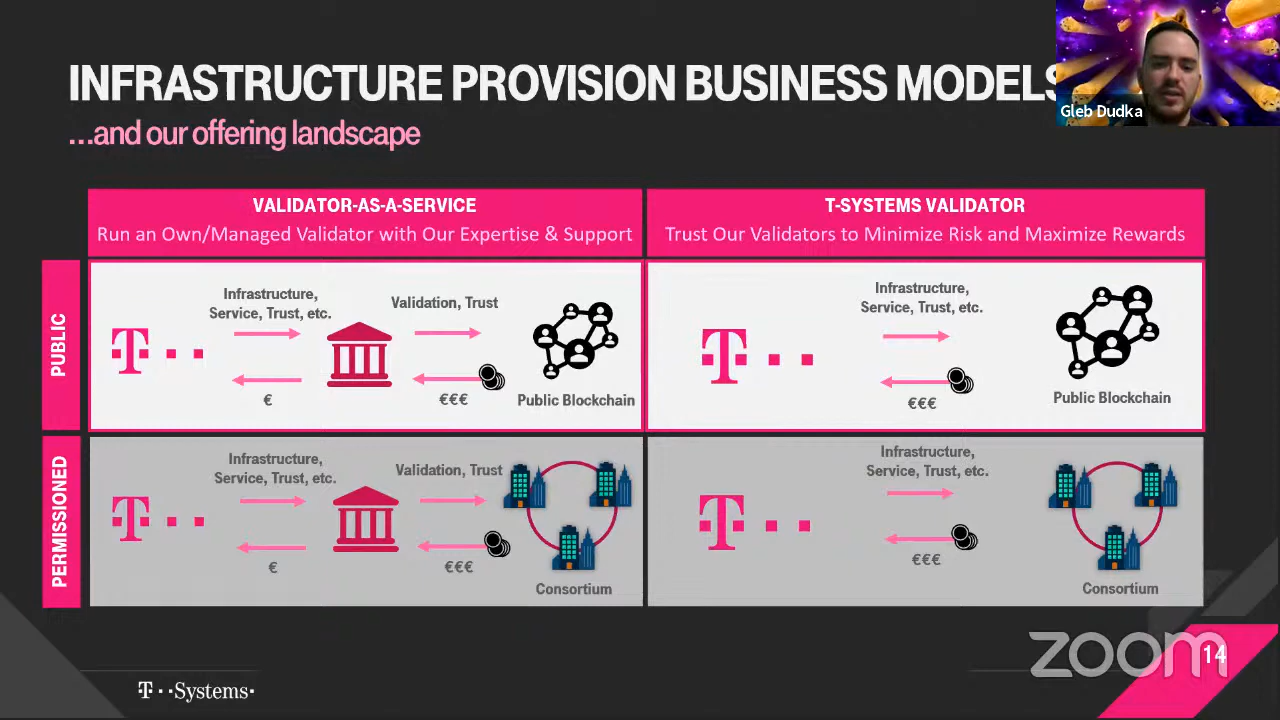 INFRASTRUCTURE PROVISION BUSINESS MODELS
...and our offering landscape
Gleb Dudka
VALIDATOR-AS-A-SERVICE
Run an Own/Managed Validator with Our Expertise & Support
T-SYSTEMS VALIDATOR
Trust Our Validators to Minimize Risk and Maximize Rewards
PUBLIC
Infrastructure,
Service, Trust, etc.
€
Validation, Trust
€€€
Public Blockchain
Infrastructure,
Service, Trust, etc.
€€€
Public Blockchain
PERMISSIONED
Infrastructure,
Service, Trust, etc.
€
Validation, Trust
€€€
Consortium
Infrastructure,
Service, Trust, etc.
€€€
Consortium
T··Systems·
zoom
14